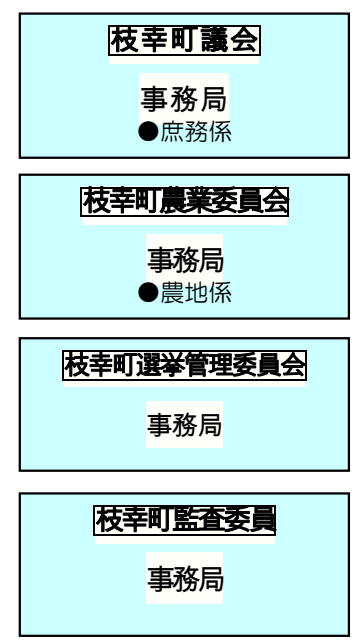 枝幸町議会
事務局
●庶務係
枝幸町農業委員会
事務局
●農地係
枝幸町選挙管理委員会
事務局
枝幸町監査委員
事務局